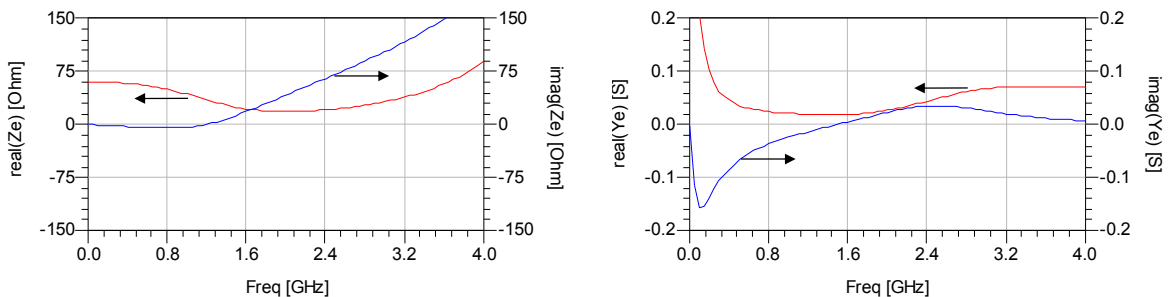 150 150
75 75
0 0
-75 -75
-150 -150
real(Ze) [Ohm]
imag(Ze) [Ohm]
0.0 0.8 1.6 2.4 3.2 4.0
Freq [GHz]
0.2 0.2
0.1 0.1
0.0 0.0
-0.1 -0.1
-0.2 -0.2
real(Ye) [S]
imag(Ye) [S]
0.0 0.8 1.6 2.4 3.2 4.0
Freq [GHz]